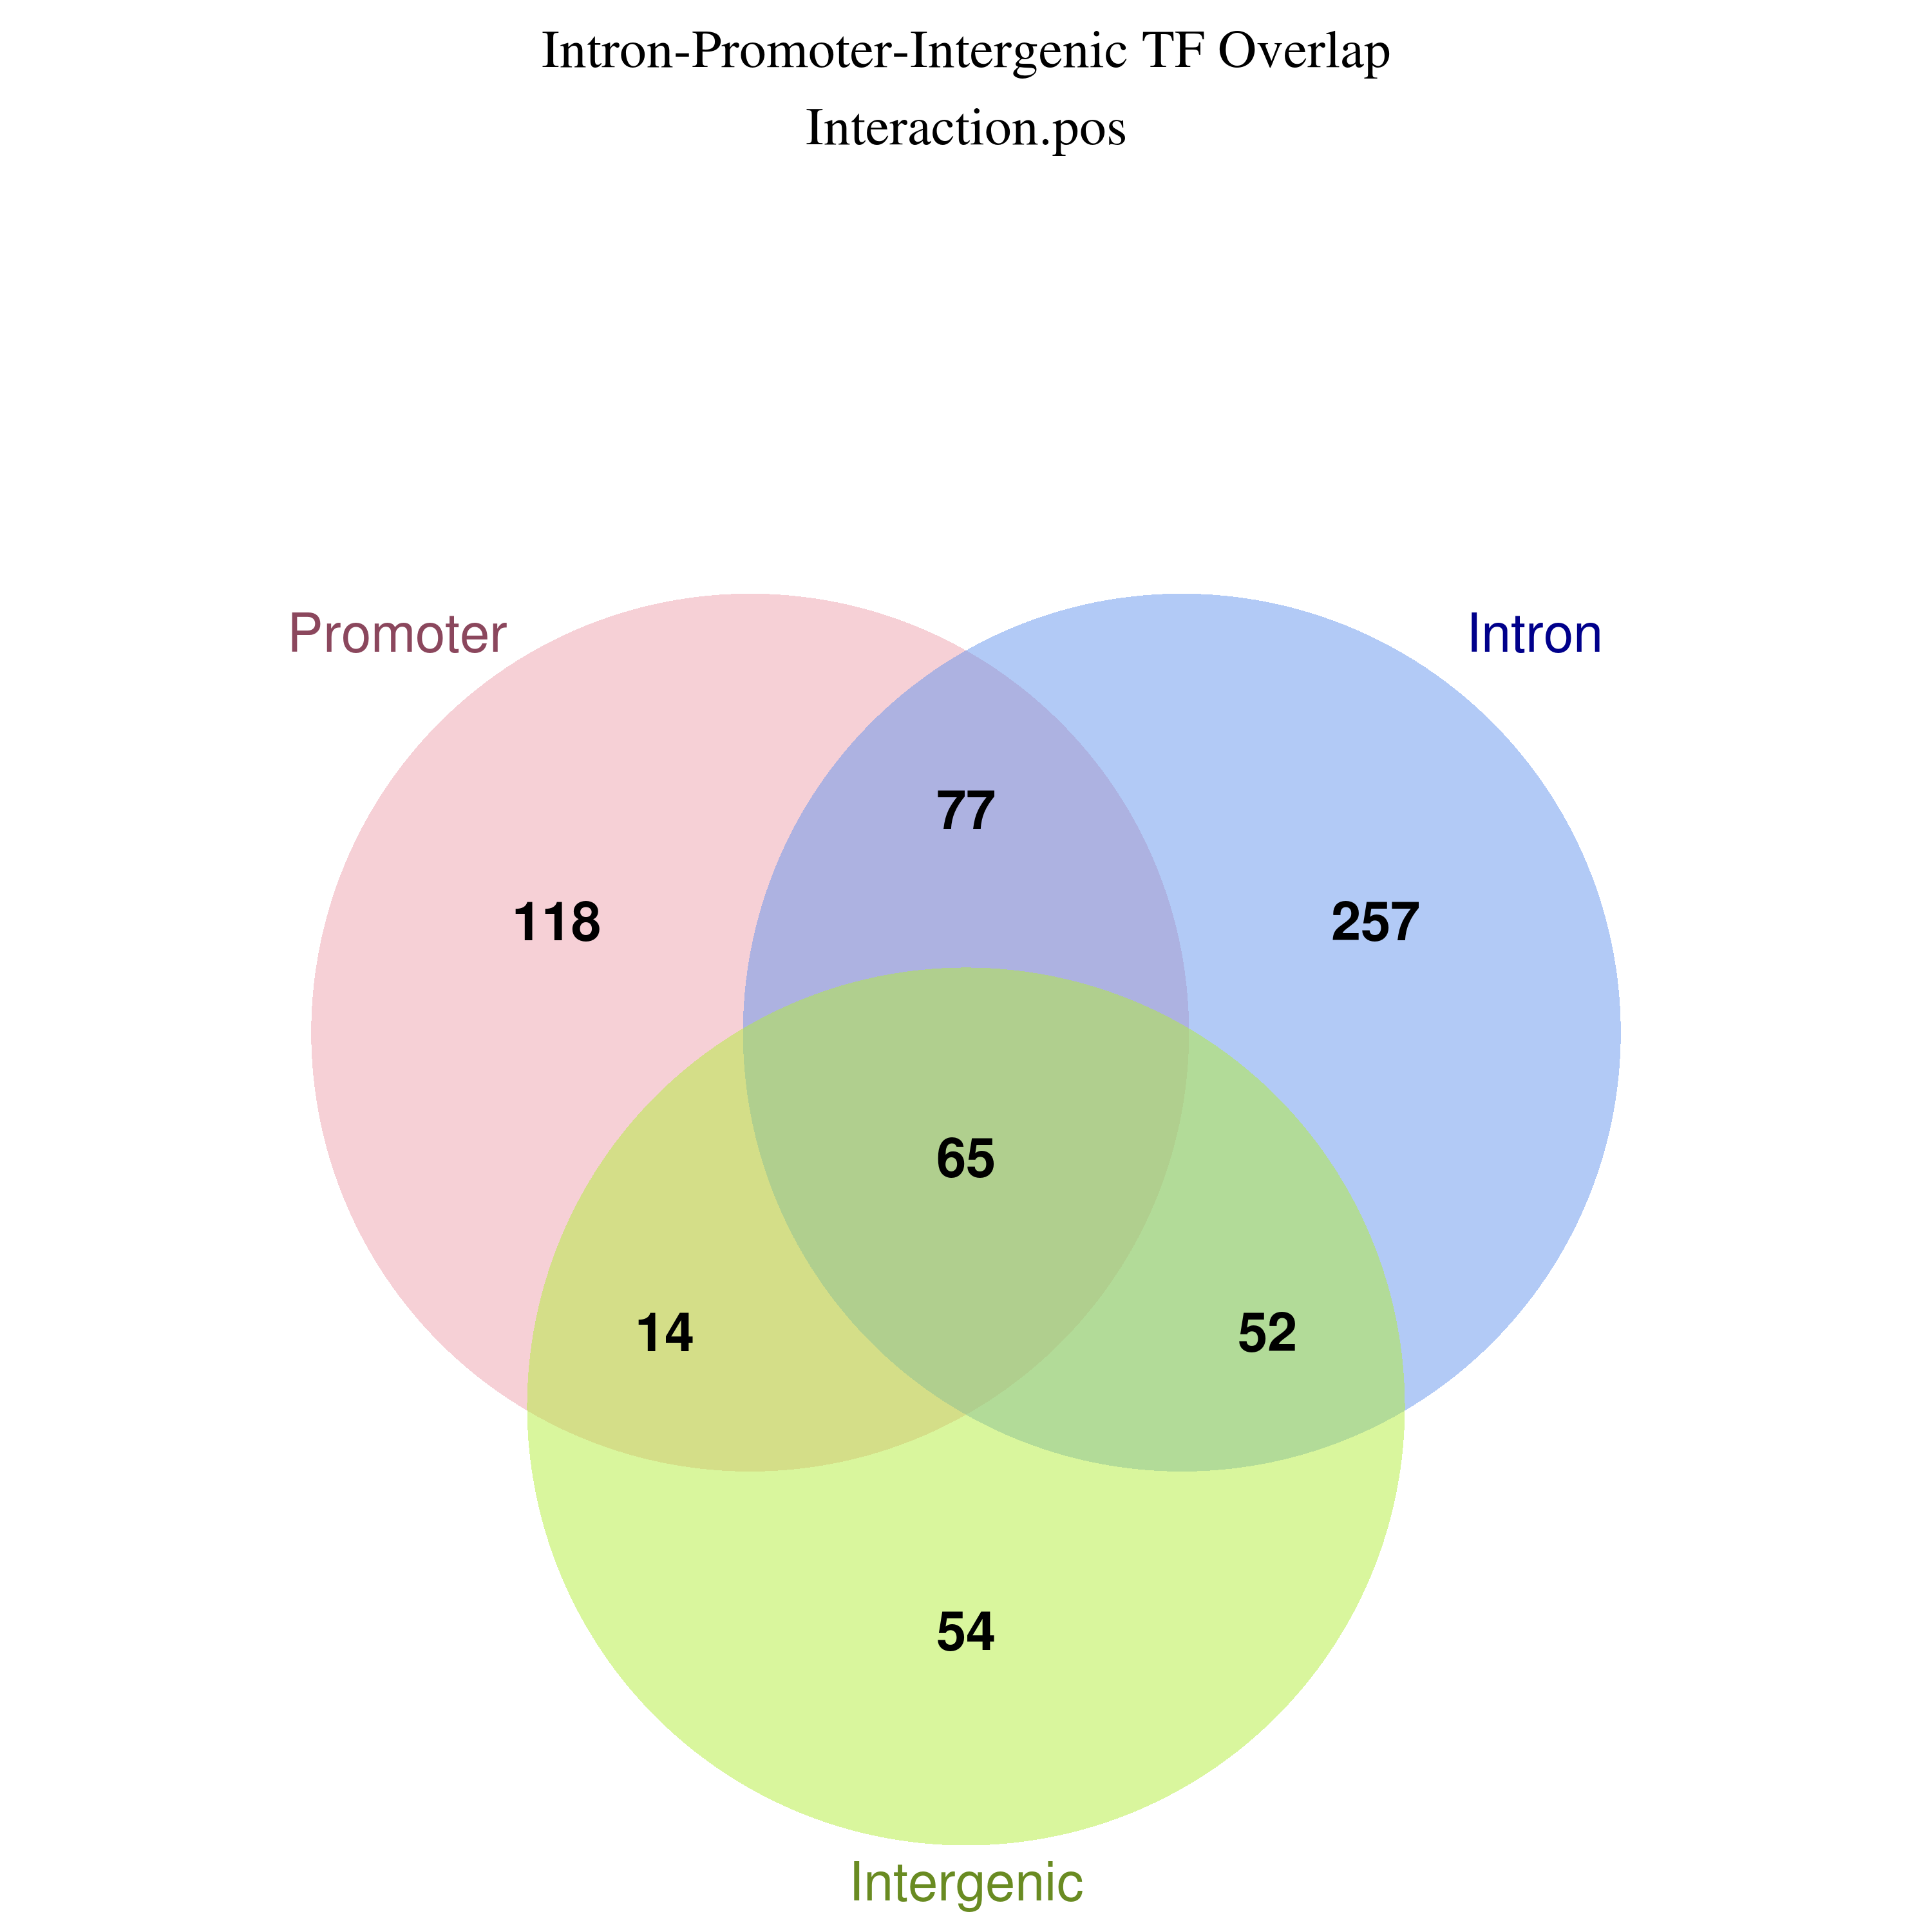 Intron-Promoter-Intergenic TF Overlap
Interaction.pos
Promoter
Intron
77
118
257
65
14
52
54
Intergenic